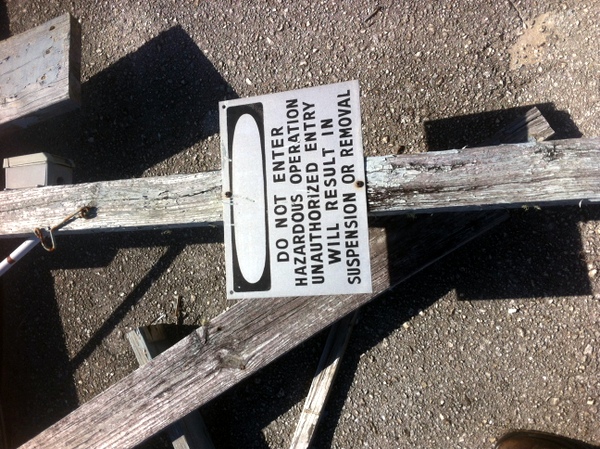 DO NOT ENTER
HAZARDOUS OPERATION
UNAUTHORIZED ENTRY
WILL RESULT IN
SUSPENSION OR REMOVAL